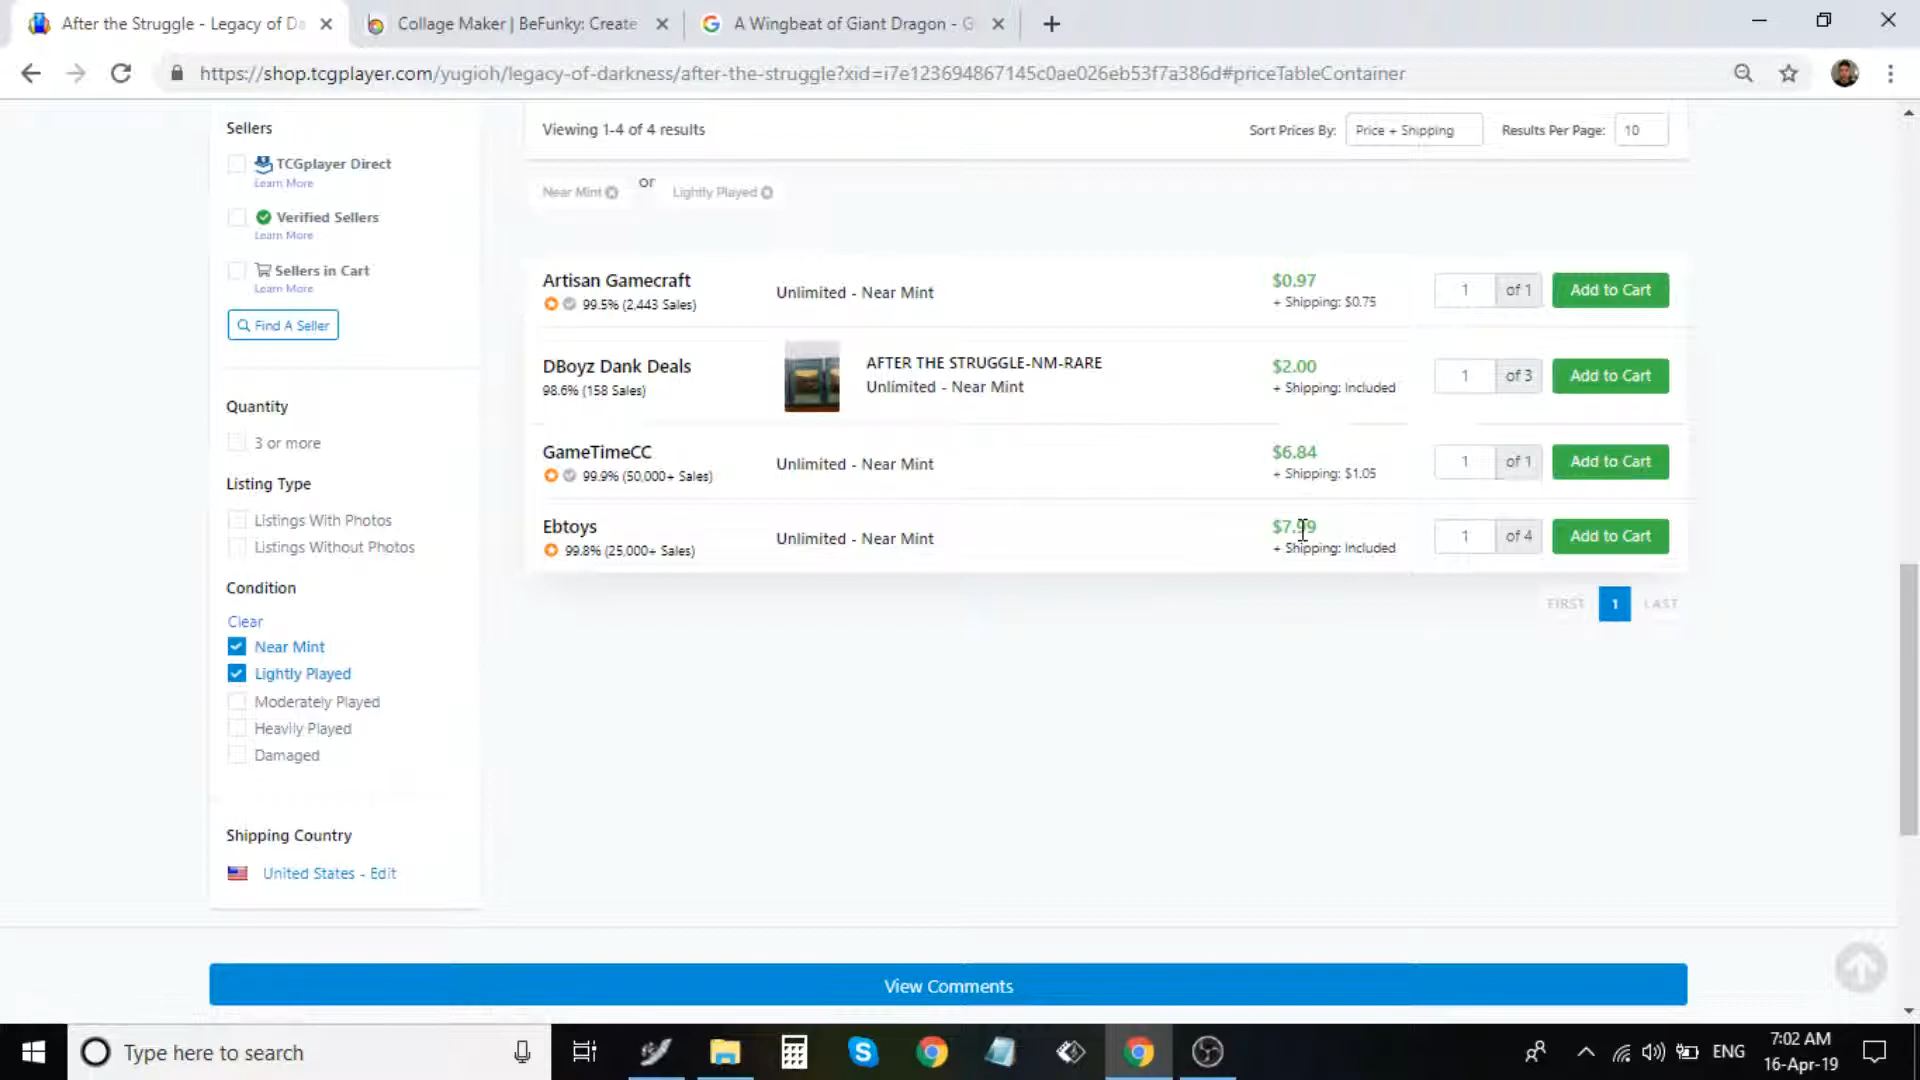 After the Struggle - Legacy of Da
Collage Maker | BeFunky: Create
A Wingbeat of Giant Dragon - G
https://shop.tcgplayer.com/yugioh/legacy-of-darkness/after-the-struggle?xid=i7e123694867145c0ae026eb53f7a386d#priceTableContainer
Sellers
TCGplayer Direct
Learn More
Verified Sellers
Learn More
Sellers in Cart
Learn More
Find A Seller
Quantity
3 or more
Listing Type
Listings With Photos
Listings Without Photos
Condition
Clear
Near Mint
Lightly Played
Moderately Played
Heavily Played
Damaged
Shipping Country
United States - Edit
Viewing 1-4 of 4 results
Sort Prices By: Price + Shipping Results Per Page: 10
Near Mint or Lightly Played
Artisan Gamecraft
99.5% (2,443 Sales)
Unlimited - Near Mint
$0.97
+ Shipping: $0.75
1 of 1 Add to Cart
DBoyz Dank Deals
98.6% (158 Sales)
AFTER THE STRUGGLE-NM-RARE
Unlimited - Near Mint
$2.00
+ Shipping: Included
1 of 3 Add to Cart
GameTimeCC
99.9% (50,000+ Sales)
Unlimited - Near Mint
$6.84
+ Shipping: $1.05
1 of 1 Add to Cart
Ebtoys
99.8% (25,000+ Sales)
Unlimited - Near Mint
$7.99
+ Shipping: Included
1 of 4 Add to Cart
FIRST 1 LAST
View Comments
Type here to search
ENG
7:02 AM
16-Apr-19